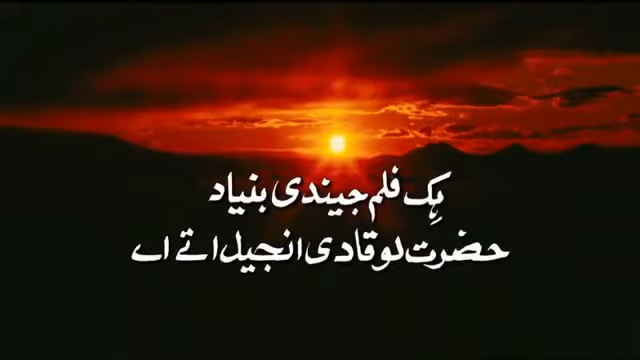 ہِک فلم جیندی بنیاد
حضرت لوقا دی انجیل اتے اے